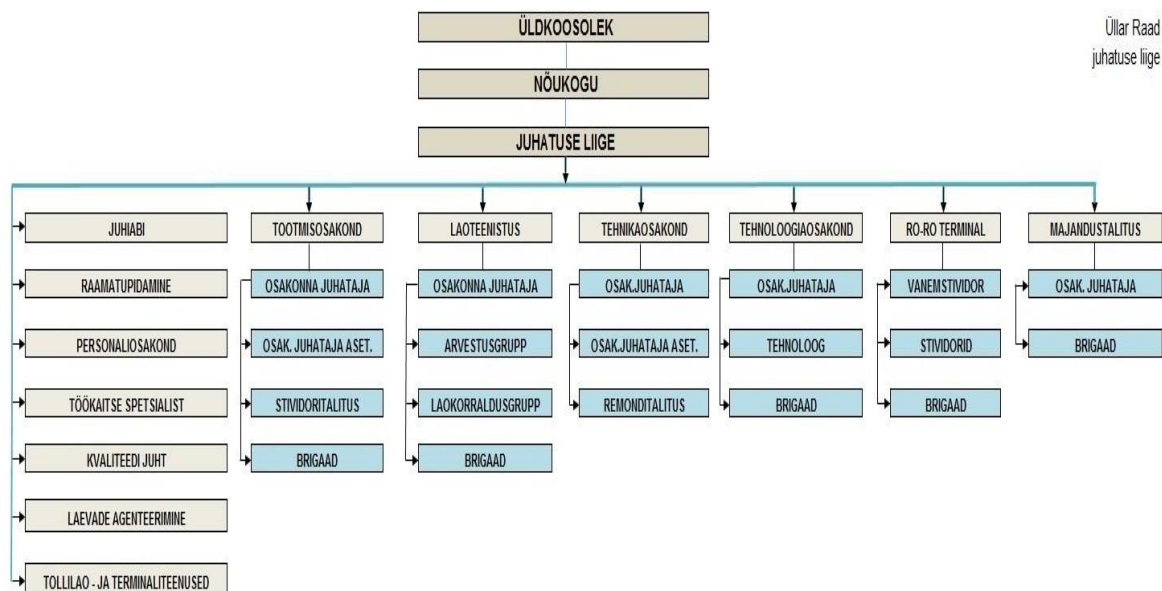 ÜLDKOOSOLEK
Üllar Raad
juhatuse liige
NÕUKOGU
JUHATUSE LIIGE
JUHIABI
TOOTMISOSAKOND
LAOTEENISTUS
TEHNIKAOSAKOND
TEHNOLOOGIAOSAKOND
RO-RO TERMINAL
MAJANDUSTALITUS
RAAMATUPIDAMINE
OSAKONNA JUHATAJA
OSAKONNA JUHATAJA
OSAK.JUHATAJA
OSAK.JUHATAJA
VANEMSTIVIDOR
OSAK. JUHATAJA
PERSONALIOSAKOND
OSAK. JUHATAJA ASET.
ARVESTUSGRUPP
OSAK.JUHATAJA ASET.
TEHNOLOOG
STIVIDORID
BRIGAAD
TÖÖKAITSE SPETSIALIST
STIVIDORITALITUS
LAOKORRALDUSGRUPP
REMONDITALITUS
BRIGAAD
BRIGAAD
KVALITEEDI JUHT
BRIGAAD
BRIGAAD
LAEVADE AGENTEERIMINE
TOLLILAO - JA TERMINALITEENUSED